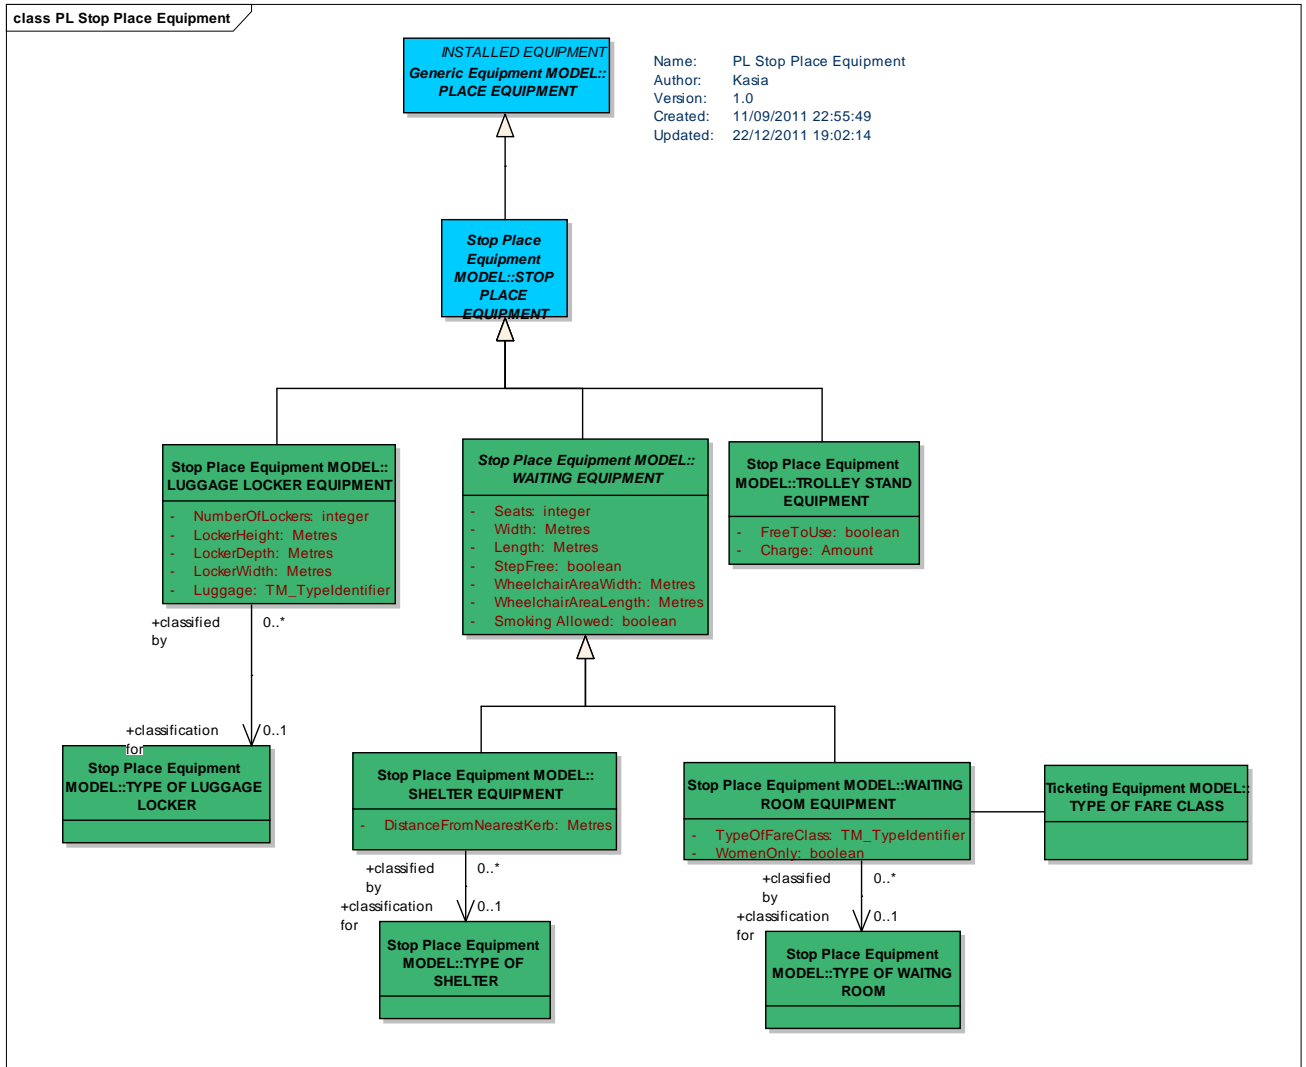 class PL Stop Place Equipment
INSTALLED EQUIPMENT
Generic Equipment MODEL::
PLACE EQUIPMENT
Name: PL Stop Place Equipment
Author: Kasia
Version: 1.0
Created: 11/09/2011 22:55:49
Updated: 22/12/2011 19:02:14
Stop Place
Equipment
MODEL::STOP
PLACE
EQUIPMENT
Stop Place Equipment MODEL::
LUGGAGE LOCKER EQUIPMENT
- NumberOfLockers: integer
- LockerHeight: Metres
- LockerDepth: Metres
- LockerWidth: Metres
- Luggage: TM_TypeIdentifier
Stop Place Equipment MODEL::
WAITING EQUIPMENT
- Seats: integer
- Width: Metres
- Length: Metres
- StepFree: boolean
- WheelchairAreaWidth: Metres
- WheelchairAreaLength: Metres
- Smoking Allowed: boolean
Stop Place Equipment
MODEL::TROLLEY STAND
EQUIPMENT
- FreeToUse: boolean
- Charge: Amount
+classified
by
0..*
+classification
for
0..1
Stop Place Equipment
MODEL::TYPE OF LUGGAGE
LOCKER
Stop Place Equipment MODEL::
SHELTER EQUIPMENT
- DistanceFromNearestKerb: Metres
Stop Place Equipment MODEL::WAITING
ROOM EQUIPMENT
- TypeOfFareClass: TM_TypeIdentifier
- WomenOnly: boolean
Ticketing Equipment MODEL::
TYPE OF FARE CLASS
+classified
by
0..*
+classification
for
0..1
Stop Place Equipment
MODEL::TYPE OF
SHELTER
+classified
by
0..*
+classification
for
0..1
Stop Place Equipment
MODEL::TYPE OF WAITNG
ROOM